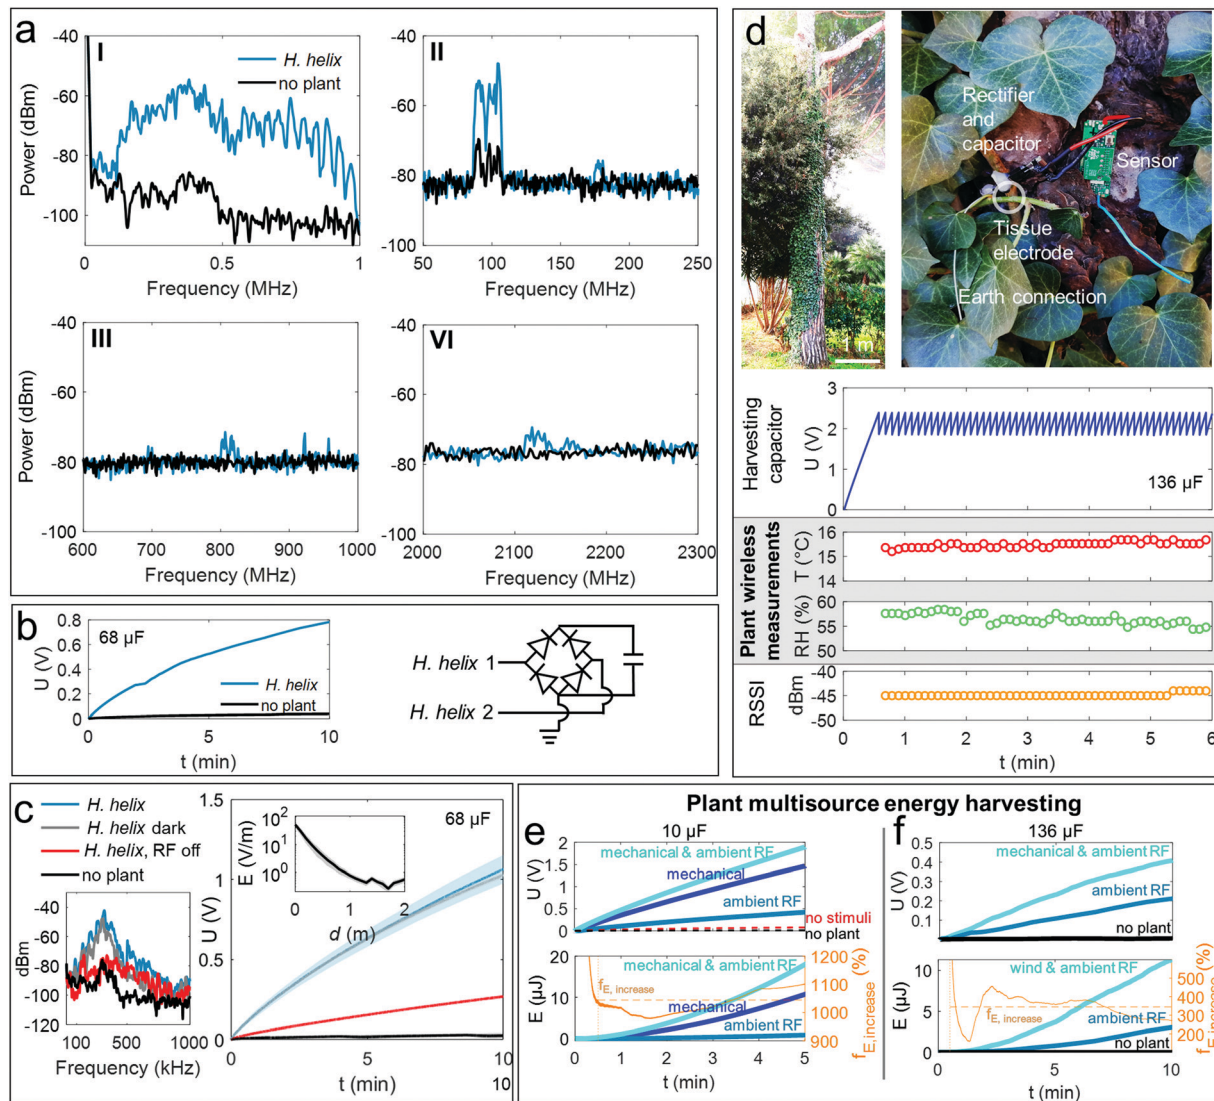 a
I
H. helix
no plant
Power (dBm)
-40
-60
-80
-100
0
0.5
1
Frequency (MHz)
II
-40
-60
-80
-100
50
100
150
200
250
Frequency (MHz)
III
Power (dBm)
-40
-60
-80
-100
600
700
800
900
1000
Frequency (MHz)
VI
-40
-60
-80
-100
2000
2100
2200
2300
Frequency (MHz)
b
68 µF
U (V)
0.8
0.6
0.4
0.2
0
H. helix
no plant
0
5
10
t (min)
H. helix 1
H. helix 2
c
H. helix
H. helix dark
H. helix, RF off
no plant
dBm
-40
-60
-80
-100
-120
100
500
1000
Frequency (kHz)
68 µF
U (V)
1.5
1
0.5
0
E (V/m)
10²
10¹
10⁰
0
1
2
d (m)
0
5
10
10
t (min)
d
1 m
Rectifier
and
capacitor
Sensor
Tissue
electrode
Earth connection
Harvesting
capacitor
U (V)
3
2
1
0
136 µF
Plant wireless
measurements
T (°C)
16
15
14
RH (%)
60
55
50
RSSI
dBm
-40
-45
-50
0
1
2
3
4
5
6
t (min)
Plant multisource energy harvesting
e
10 µF
U (V)
2
1.5
1
0.5
0
mechanical & ambient RF
mechanical
ambient RF
no stimuli
no plant
E (µJ)
20
10
0
mechanical & ambient RF
fE, increase
mechanical
ambient RF
1200
1100
1000
900
fE,increase (%)
0
1
2
3
4
5
t (min)
f
136 µF
U (V)
0.5
0.4
0.3
0.2
0.1
mechanical & ambient RF
ambient RF
no plant
E (µJ)
10
5
0
wind & ambient RF
fE, increase
ambient RF
no plant
500
400
300
200
fE,increase (%)
0
5
10
t (min)